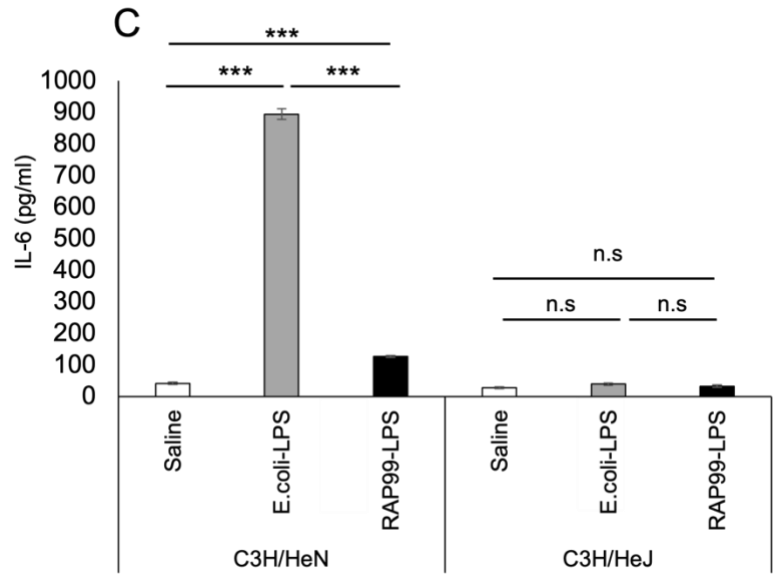 C
***
*** ***
1000
900
800
700
600
500
400
300
200
100
0
IL-6 (pg/ml)
n.s
n.s n.s
Saline
E.coli-LPS
RAP99-LPS
Saline
E.coli-LPS
RAP99-LPS
C3H/HeN C3H/HeJ